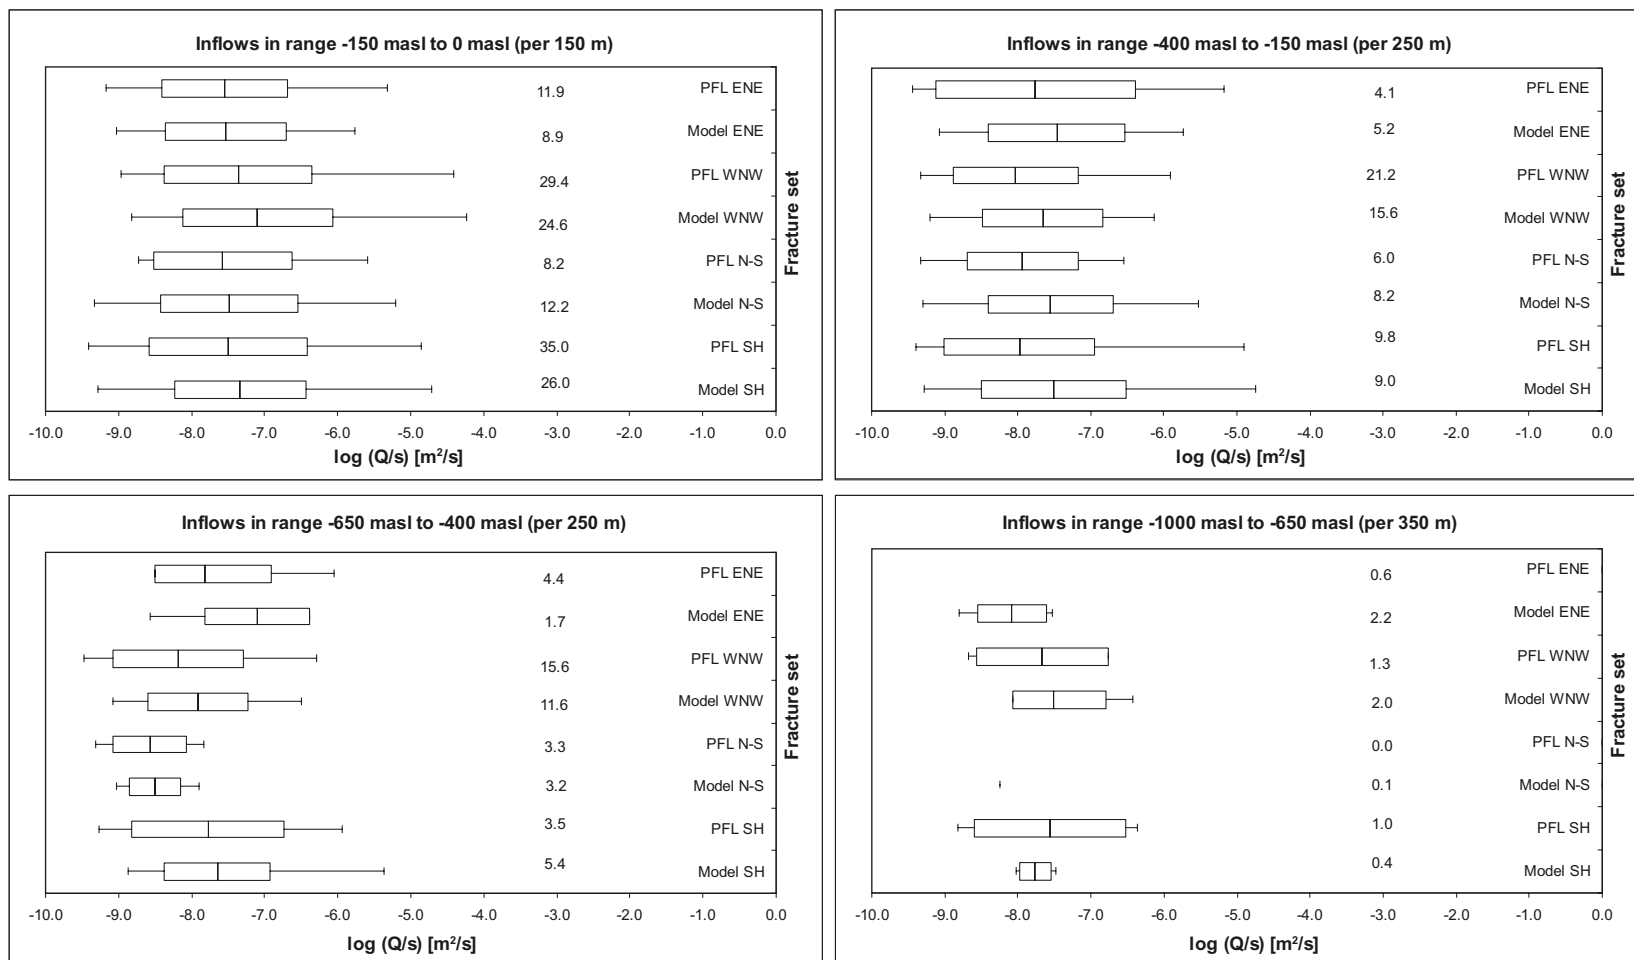 Inflows in range -150 masl to 0 masl (per 150 m)
11.9 PFL ENE
8.9 Model ENE
29.4 PFL WNW
24.6 Model WNW
8.2 PFL N-S
12.2 Model N-S
35.0 PFL SH
26.0 Model SH
Fracture set
-10.0 -9.0 -8.0 -7.0 -6.0 -5.0 -4.0 -3.0 -2.0 -1.0 0.0
log (Q/s) [m²/s]
Inflows in range -400 masl to -150 masl (per 250 m)
4.1 PFL ENE
5.2 Model ENE
21.2 PFL WNW
15.6 Model WNW
6.0 PFL N-S
8.2 Model N-S
9.8 PFL SH
9.0 Model SH
Fracture set
-10.0 -9.0 -8.0 -7.0 -6.0 -5.0 -4.0 -3.0 -2.0 -1.0 0.0
log (Q/s) [m²/s]
Inflows in range -650 masl to -400 masl (per 250 m)
4.4 PFL ENE
1.7 Model ENE
15.6 PFL WNW
11.6 Model WNW
3.3 PFL N-S
3.2 Model N-S
3.5 PFL SH
5.4 Model SH
Fracture set
-10.0 -9.0 -8.0 -7.0 -6.0 -5.0 -4.0 -3.0 -2.0 -1.0 0.0
log (Q/s) [m²/s]
Inflows in range -1000 masl to -650 masl (per 350 m)
0.6 PFL ENE
2.2 Model ENE
1.3 PFL WNW
2.0 Model WNW
0.0 PFL N-S
0.1 Model N-S
1.0 PFL SH
0.4 Model SH
Fracture set
-10.0 -9.0 -8.0 -7.0 -6.0 -5.0 -4.0 -3.0 -2.0 -1.0 0.0
log (Q/s) [m²/s]